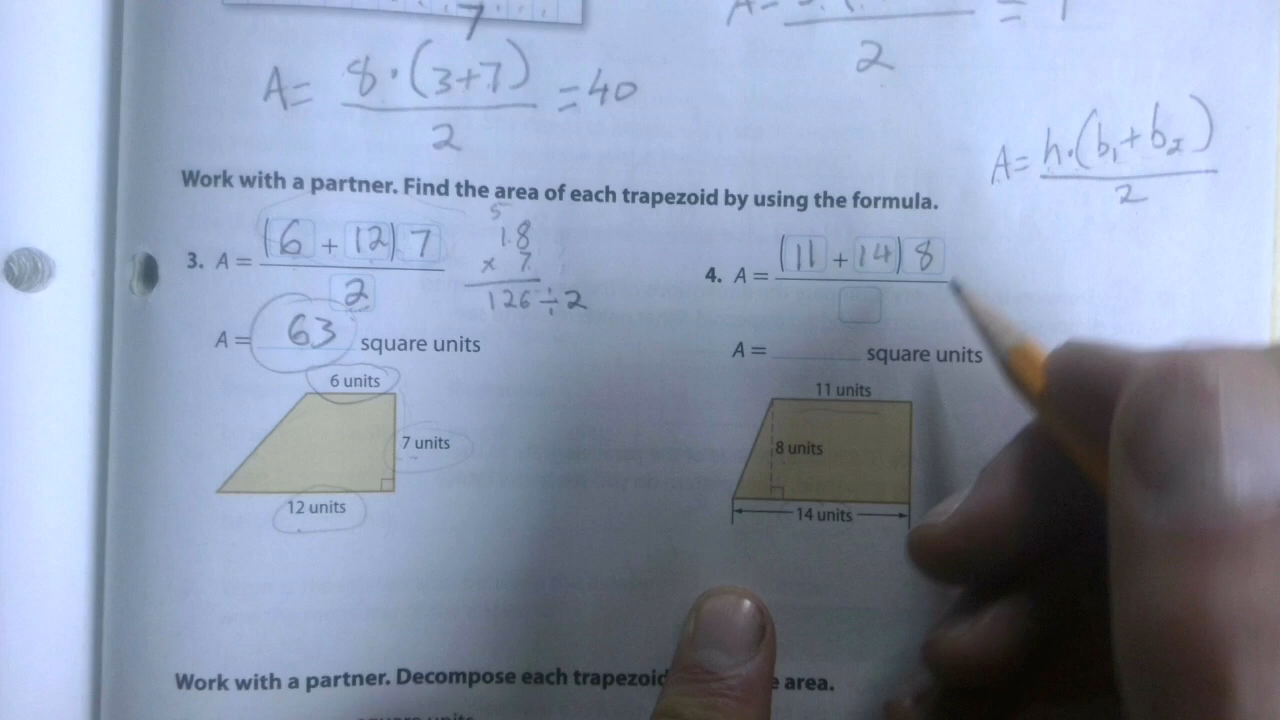 7
2
A = 8 · (3+7) / 2 = 40
A = h·(b₁ + b₂) / 2
Work with a partner. Find the area of each trapezoid by using the formula.
3. A = (6 + 12) 7 / 2
5
18
× 7
126 ÷ 2
A = 63 square units
6 units
7 units
12 units
4. A = (11 + 14) 8
A = square units
11 units
8 units
14 units
Work with a partner. Decompose each area.